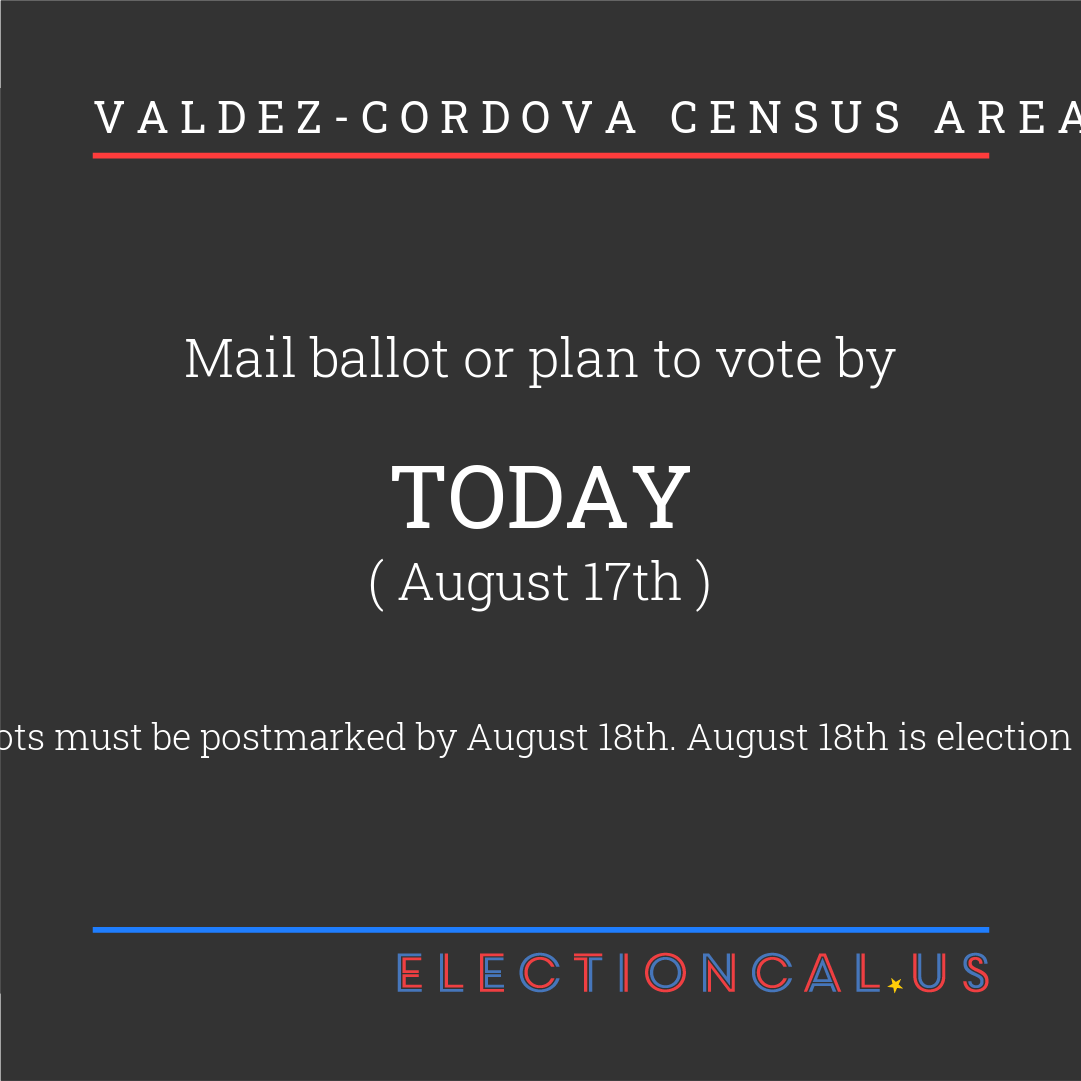 VALDEZ-CORDOVA CENSUS AREA
Mail ballot or plan to vote by
TODAY
( August 17th )
ots must be postmarked by August 18th. August 18th is election
ELECTIONCAL.US